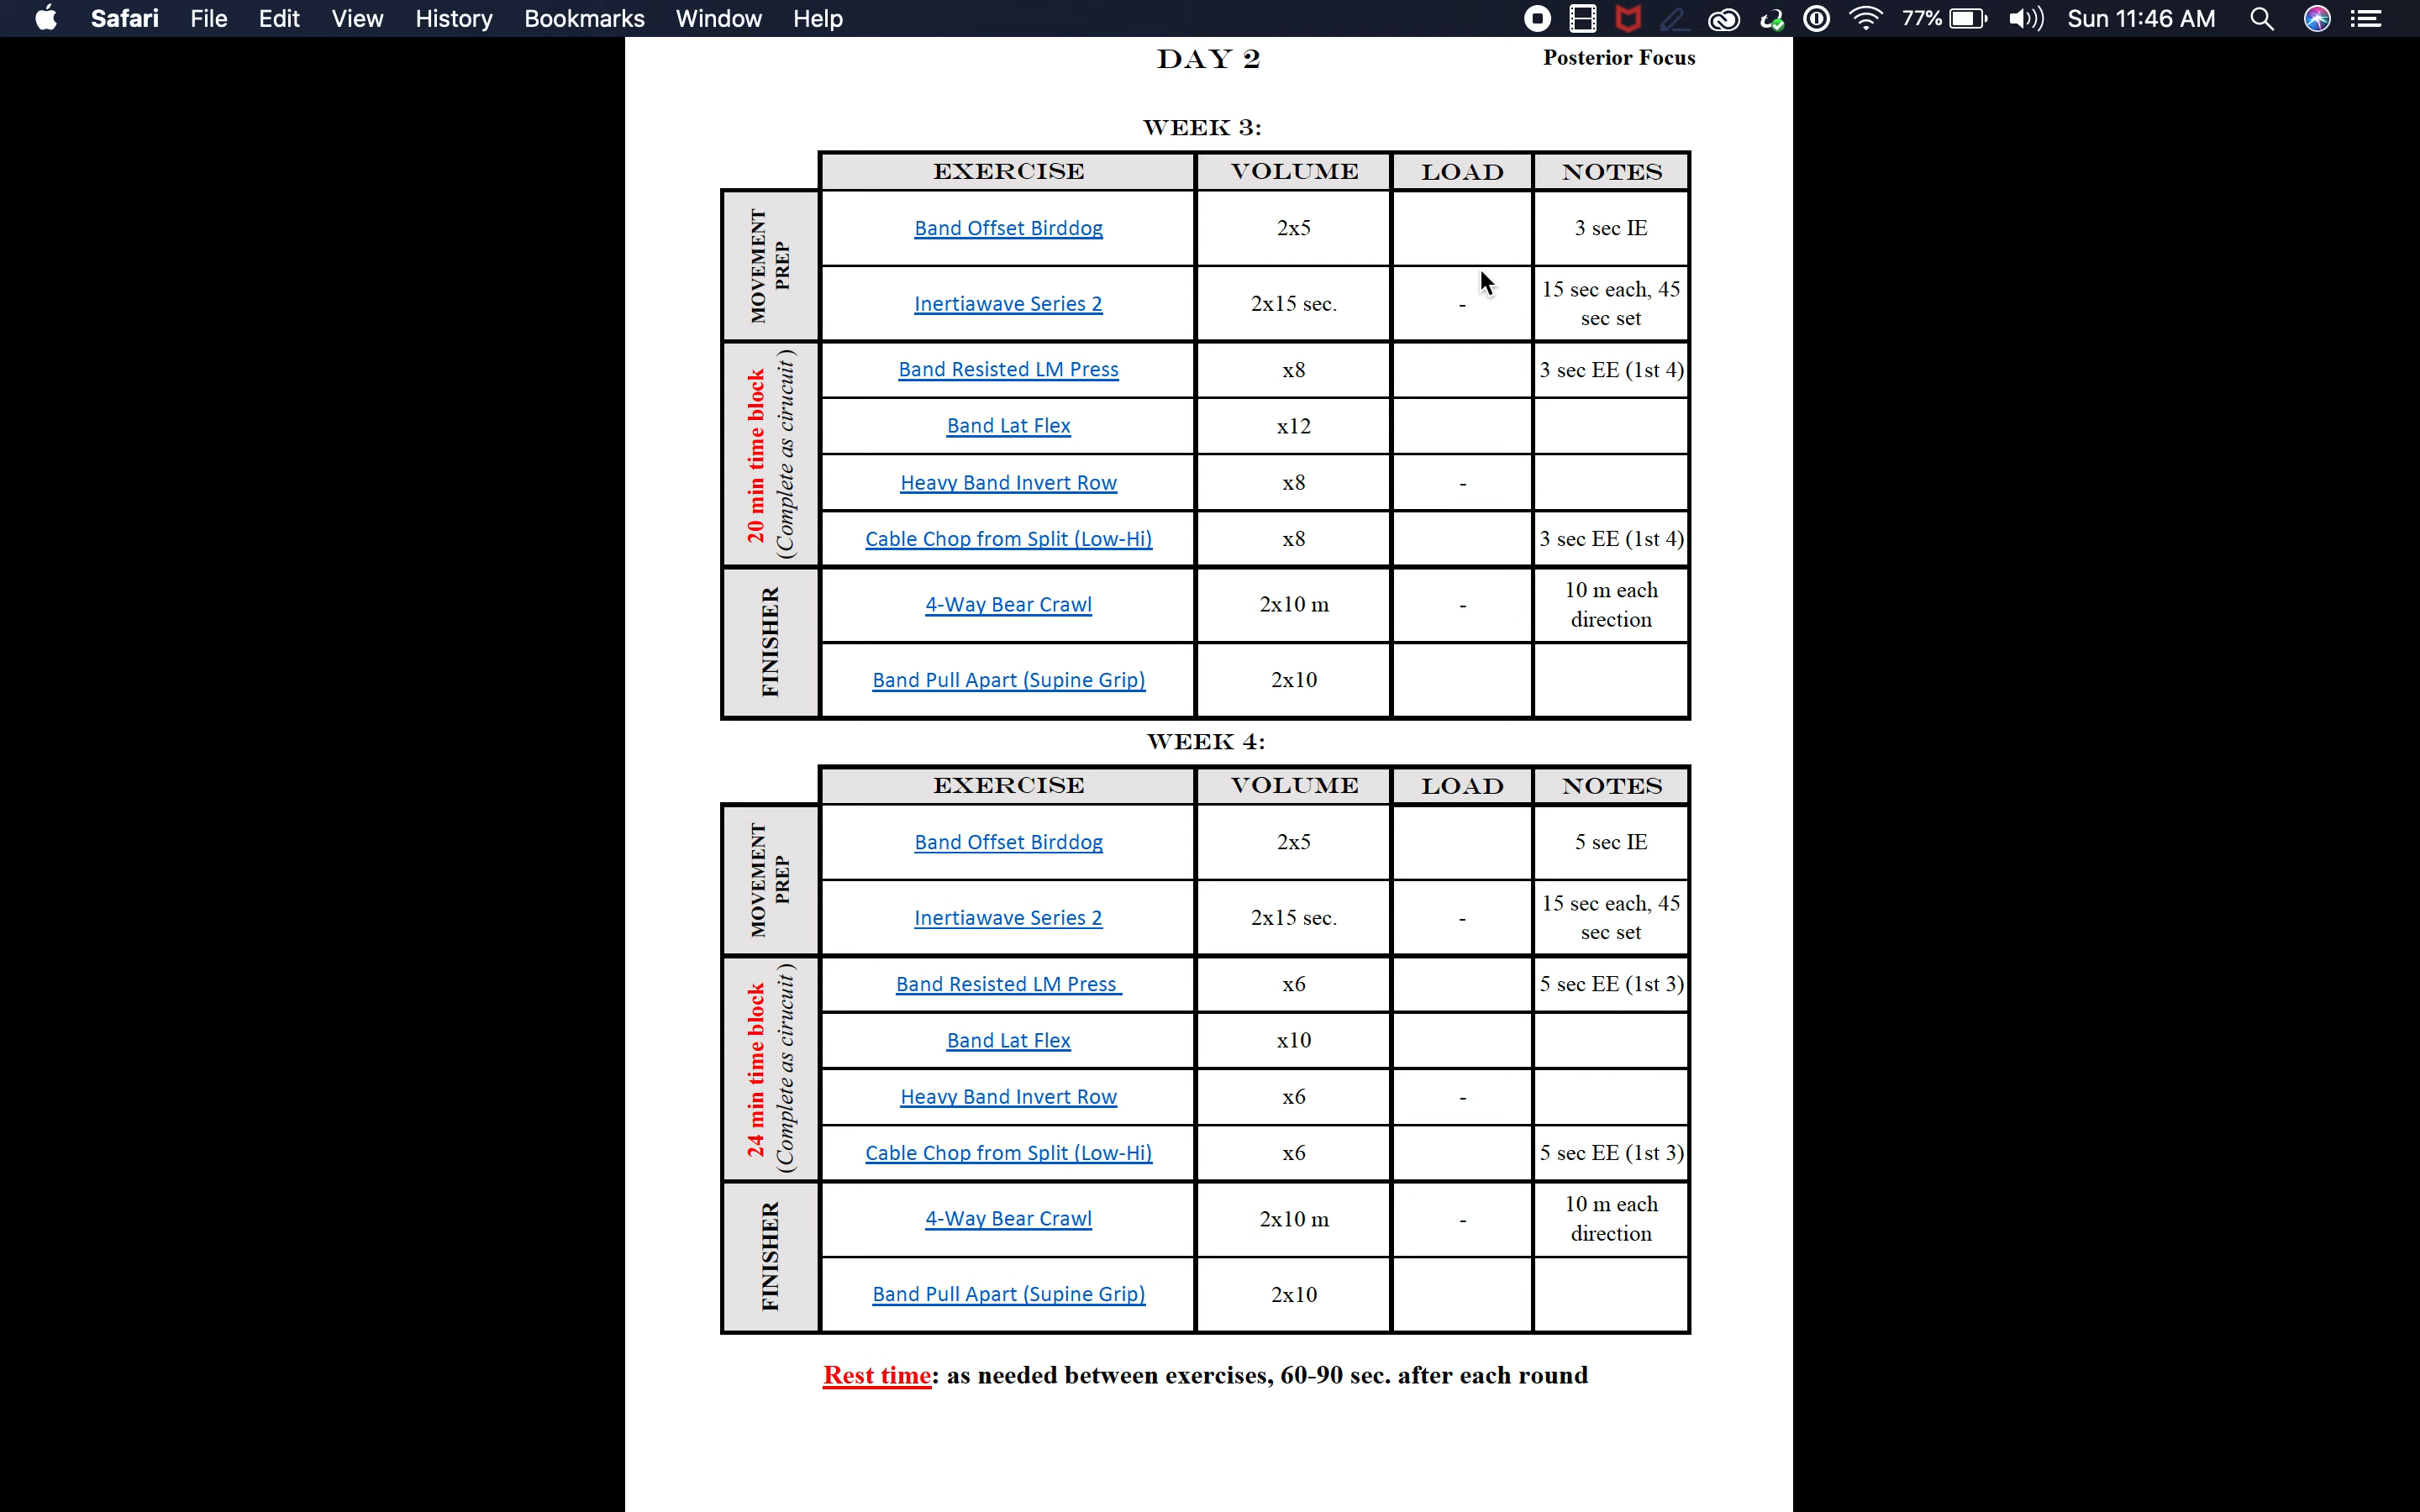 Safari File Edit View History Bookmarks Window Help 77% Sun 11:46 AM
DAY 2 Posterior Focus
WEEK 3:
EXERCISE VOLUME LOAD NOTES
MOVEMENT
PREP
Band Offset Birddog 2x5 3 sec IE
Inertiawave Series 2 2x15 sec. - 15 sec each, 45
sec set
20 min time block
(Complete as cirucuit)
Band Resisted LM Press x8 3 sec EE (1st 4)
Band Lat Flex x12
Heavy Band Invert Row x8 -
Cable Chop from Split (Low-Hi) x8 3 sec EE (1st 4)
FINISHER
4-Way Bear Crawl 2x10 m - 10 m each
direction
Band Pull Apart (Supine Grip) 2x10
WEEK 4:
EXERCISE VOLUME LOAD NOTES
MOVEMENT
PREP
Band Offset Birddog 2x5 5 sec IE
Inertiawave Series 2 2x15 sec. - 15 sec each, 45
sec set
24 min time block
(Complete as cirucuit)
Band Resisted LM Press x6 5 sec EE (1st 3)
Band Lat Flex x10
Heavy Band Invert Row x6 -
Cable Chop from Split (Low-Hi) x6 5 sec EE (1st 3)
FINISHER
4-Way Bear Crawl 2x10 m - 10 m each
direction
Band Pull Apart (Supine Grip) 2x10
Rest time: as needed between exercises, 60-90 sec. after each round